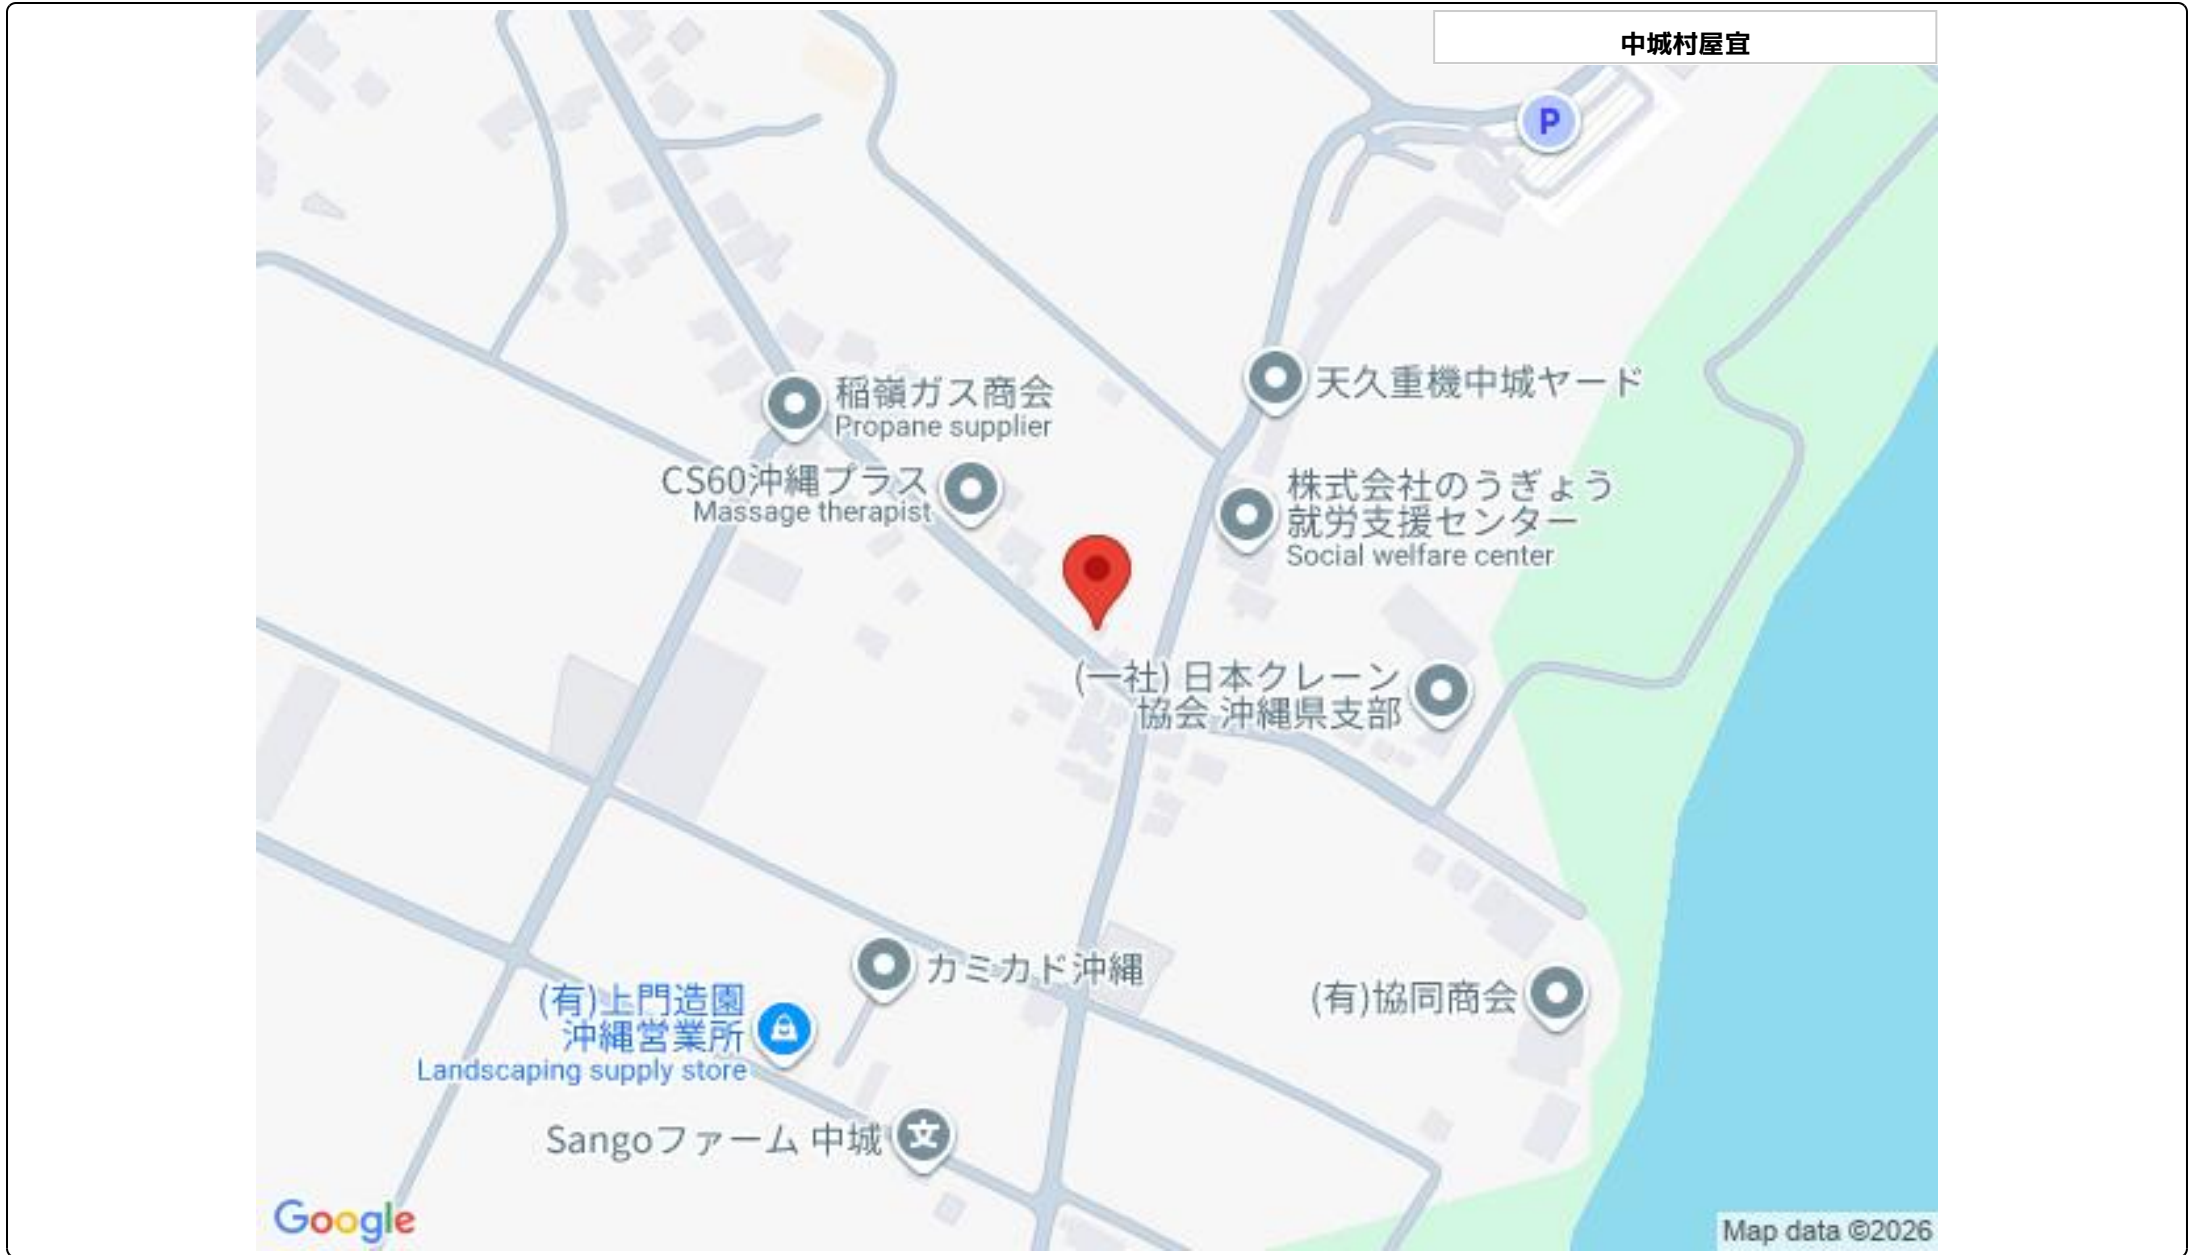 中城村屋宜
P
稲嶺ガス商会
Propane supplier
天久重機中城ヤード
CS60沖縄プラス
Massage therapist
株式会社のうぎょう
就労支援センター
Social welfare center
(一社) 日本クレーン
協会 沖縄県支部
カミカド沖縄
(有)上門造園
沖縄営業所
Landscaping supply store
(有)協同商会
Sangoファーム 中城
文
Google
Map data ©2026